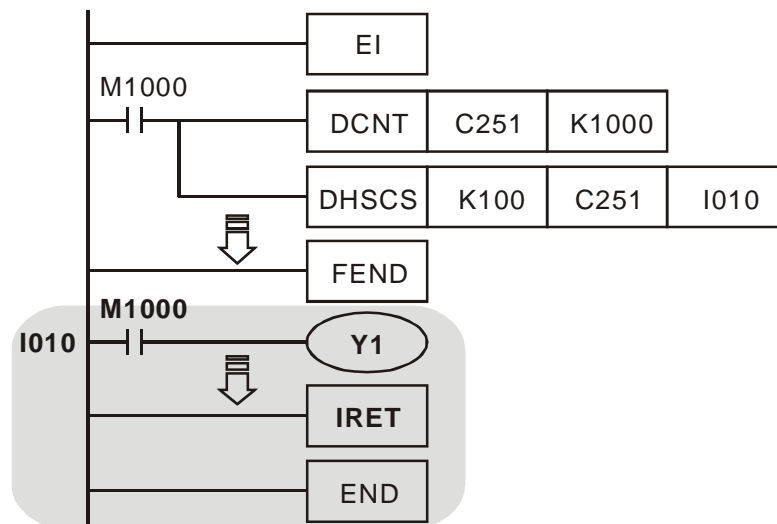 EI
M1000
DCNT C251 K1000
DHSCS K100 C251 I010
FEND
M1000
I010 Y1
IRET
END